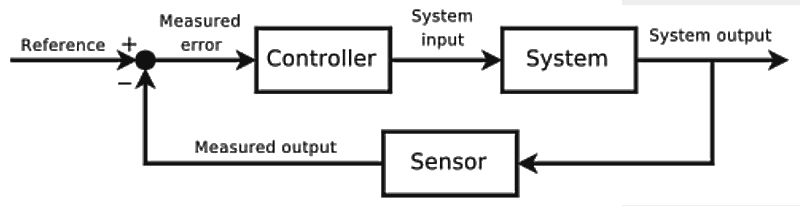 Reference
+
−
Measured
error
Controller
System
input
System
System output
Measured output
Sensor